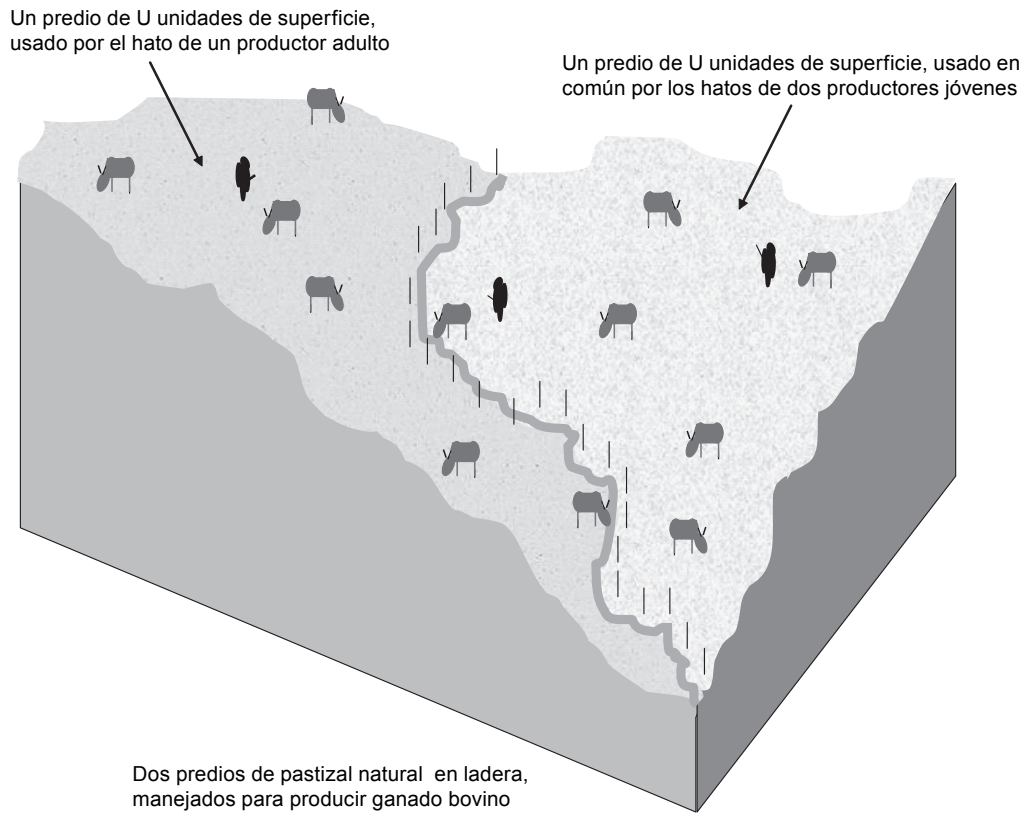 Un predio de U unidades de superficie,
usado por el hato de un productor adulto
Un predio de U unidades de superficie, usado en
común por los hatos de dos productores jóvenes
Dos predios de pastizal natural en ladera,
manejados para producir ganado bovino